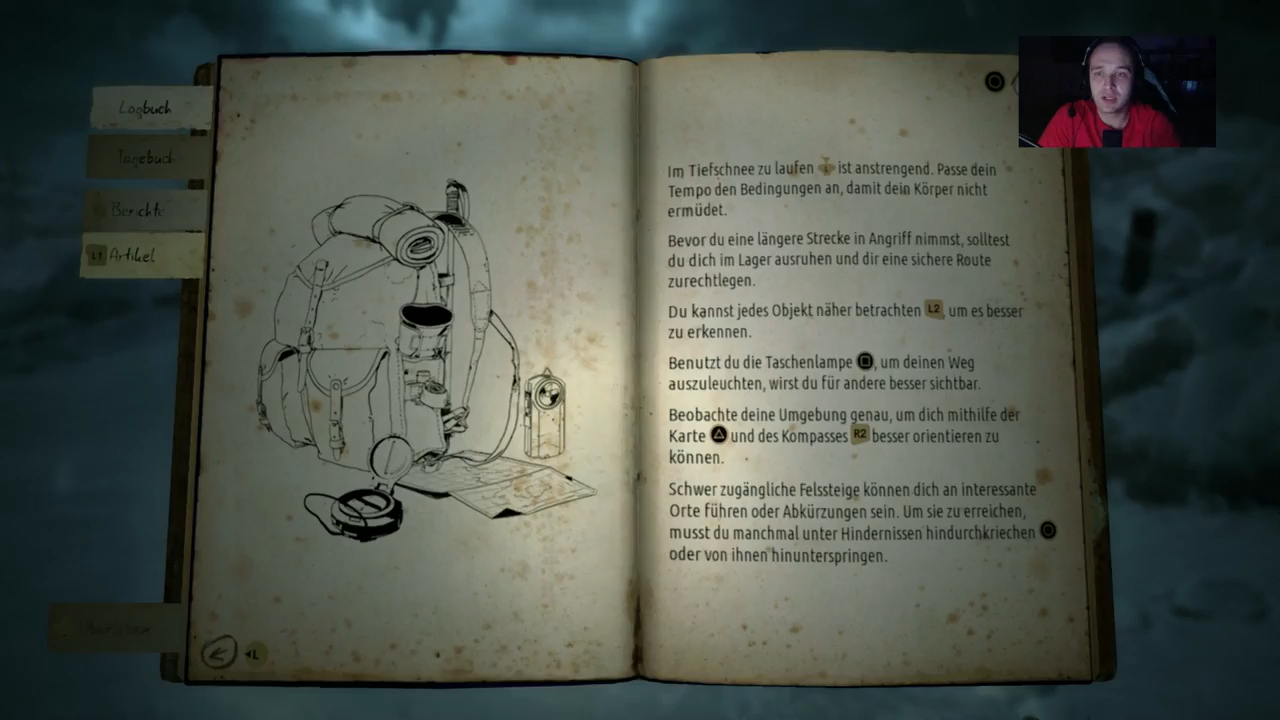 Logbuch
Tagebuch
Berichte
L1 Artikel
Im Tiefschnee zu laufen L ist anstrengend. Passe dein
Tempo den Bedingungen an, damit dein Körper nicht
ermüdet.
Bevor du eine längere Strecke in Angriff nimmst, solltest
du dich im Lager ausruhen und dir eine sichere Route
zurechtlegen.
Du kannst jedes Objekt näher betrachten L2, um es besser
zu erkennen.
Benutzt du die Taschenlampe , um deinen Weg
auszuleuchten, wirst du für andere besser sichtbar.
Beobachte deine Umgebung genau, um dich mithilfe der
Karte und des Kompasses R2 besser orientieren zu
können.
Schwer zugängliche Felssteige können dich an interessante
Orte führen oder Abkürzungen sein. Um sie zu erreichen,
musst du manchmal unter Hindernissen hindurchkriechen
oder von ihnen hinunterspringen.
L